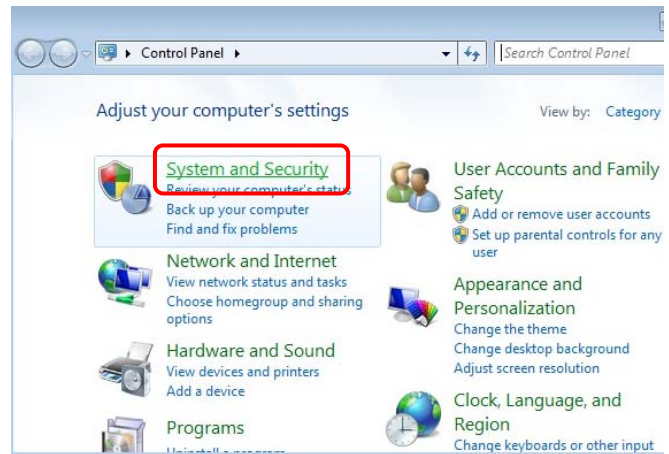 Control Panel
Search Control Panel
Adjust your computer's settings
View by: Category
System and Security
Review your computer's status
Back up your computer
Find and fix problems
Network and Internet
View network status and tasks
Choose homegroup and sharing
options
Hardware and Sound
View devices and printers
Add a device
Programs
Uninstall a program
User Accounts and Family
Safety
Add or remove user accounts
Set up parental controls for any
user
Appearance and
Personalization
Change the theme
Change desktop background
Adjust screen resolution
Clock, Language, and
Region
Change keyboards or other input